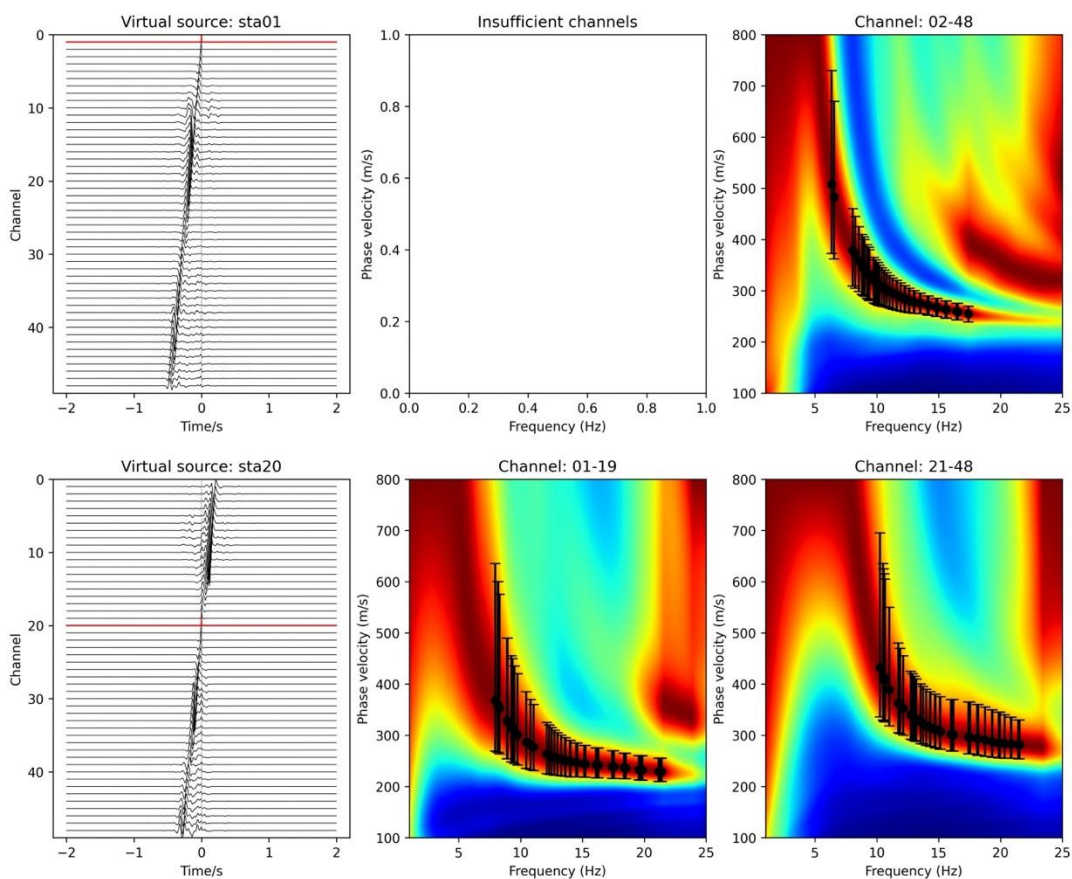 Virtual source: sta01
0
10
20
30
40
Channel
−2 −1 0 1 2
Time/s
Insufficient channels
1.0
0.8
0.6
0.4
0.2
0.0
Phase velocity (m/s)
0.0 0.2 0.4 0.6 0.8 1.0
Frequency (Hz)
Channel: 02-48
800
700
600
500
400
300
200
100
Phase velocity (m/s)
5 10 15 20 25
Frequency (Hz)
Virtual source: sta20
0
10
20
30
40
Channel
−2 −1 0 1 2
Time/s
Channel: 01-19
800
700
600
500
400
300
200
100
Phase velocity (m/s)
5 10 15 20 25
Frequency (Hz)
Channel: 21-48
800
700
600
500
400
300
200
100
Phase velocity (m/s)
5 10 15 20 25
Frequency (Hz)